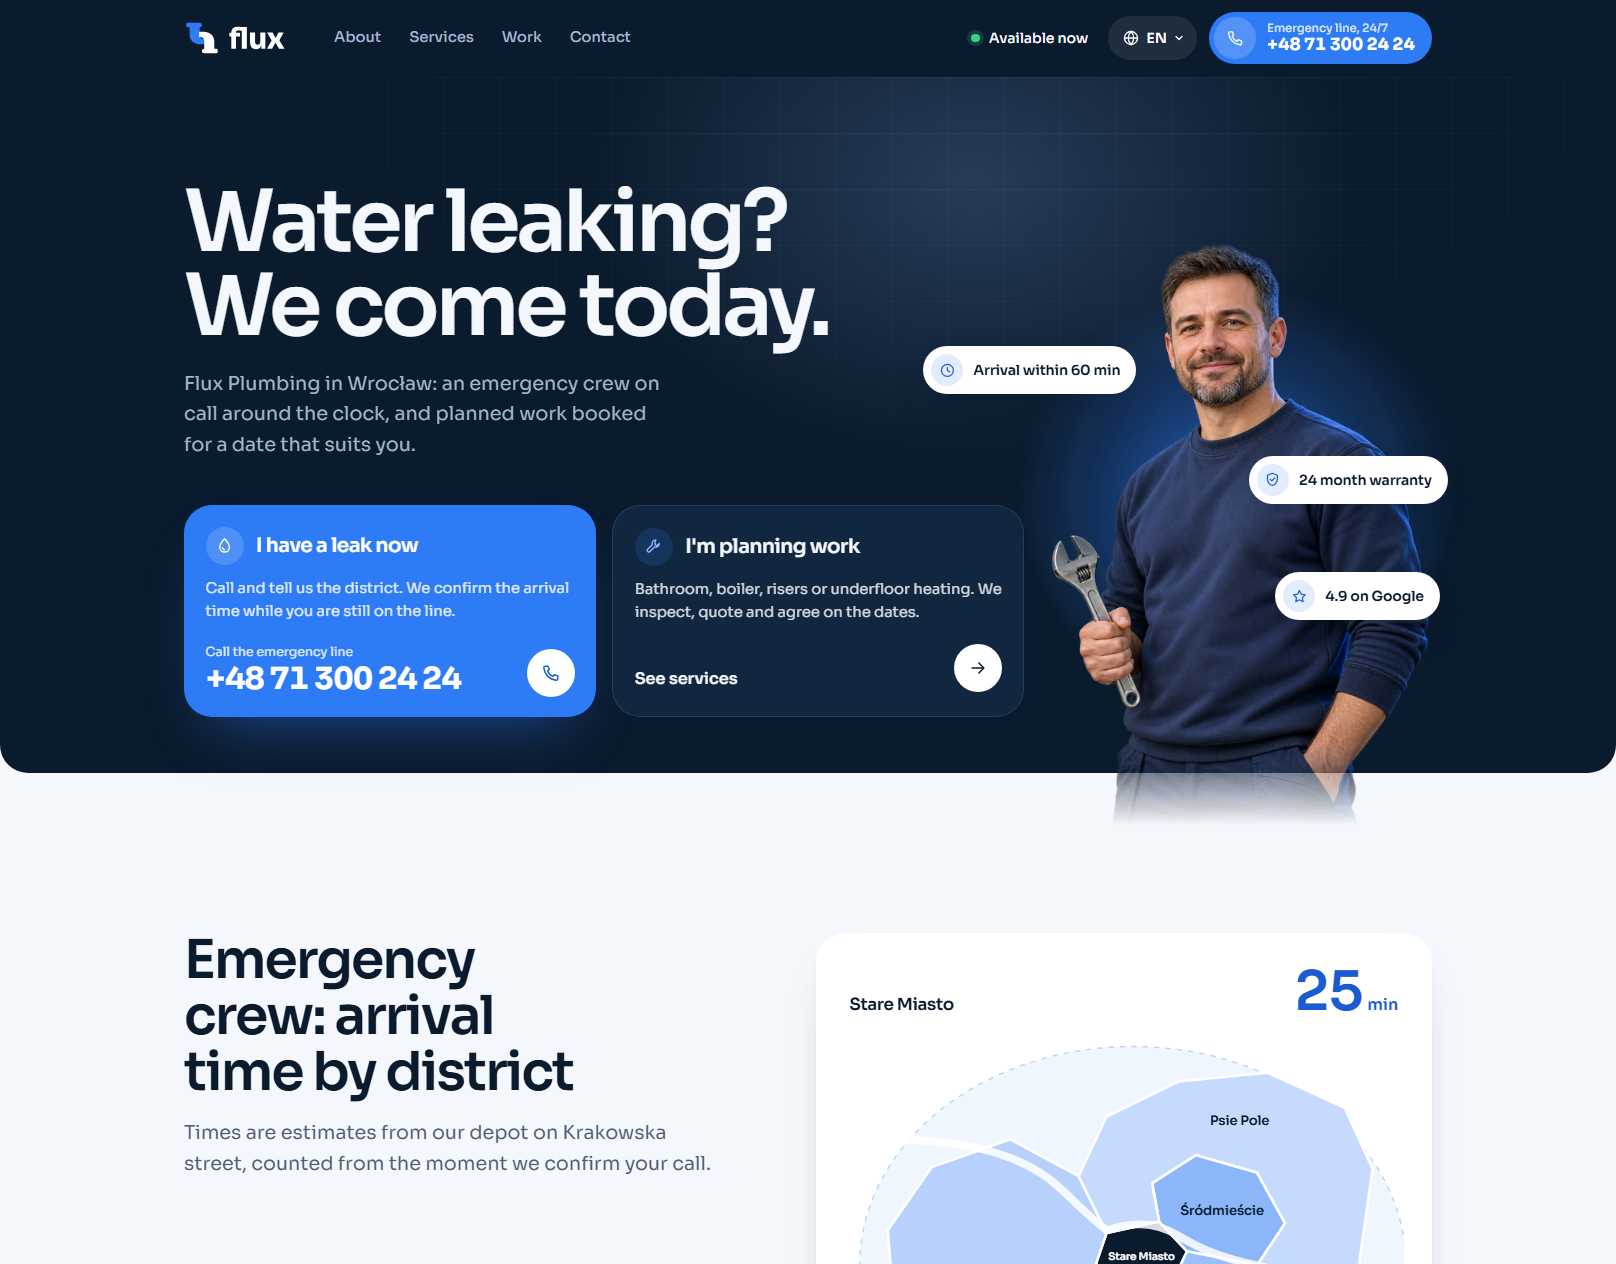 flux
About
Services
Work
Contact
Available now
EN
Emergency line, 24/7
+48 71 300 24 24
Water leaking?
We come today.
Flux Plumbing in Wrocław: an emergency crew on
call around the clock, and planned work booked
for a date that suits you.
Arrival within 60 min
24 month warranty
4.9 on Google
I have a leak now
Call and tell us the district. We confirm the arrival
time while you are still on the line.
Call the emergency line
+48 71 300 24 24
I'm planning work
Bathroom, boiler, risers or underfloor heating. We
inspect, quote and agree on the dates.
See services
Emergency
crew: arrival
time by district
Times are estimates from our depot on Krakowska
street, counted from the moment we confirm your call.
Stare Miasto
25 min
Psie Pole
Śródmieście
Stare Miasto